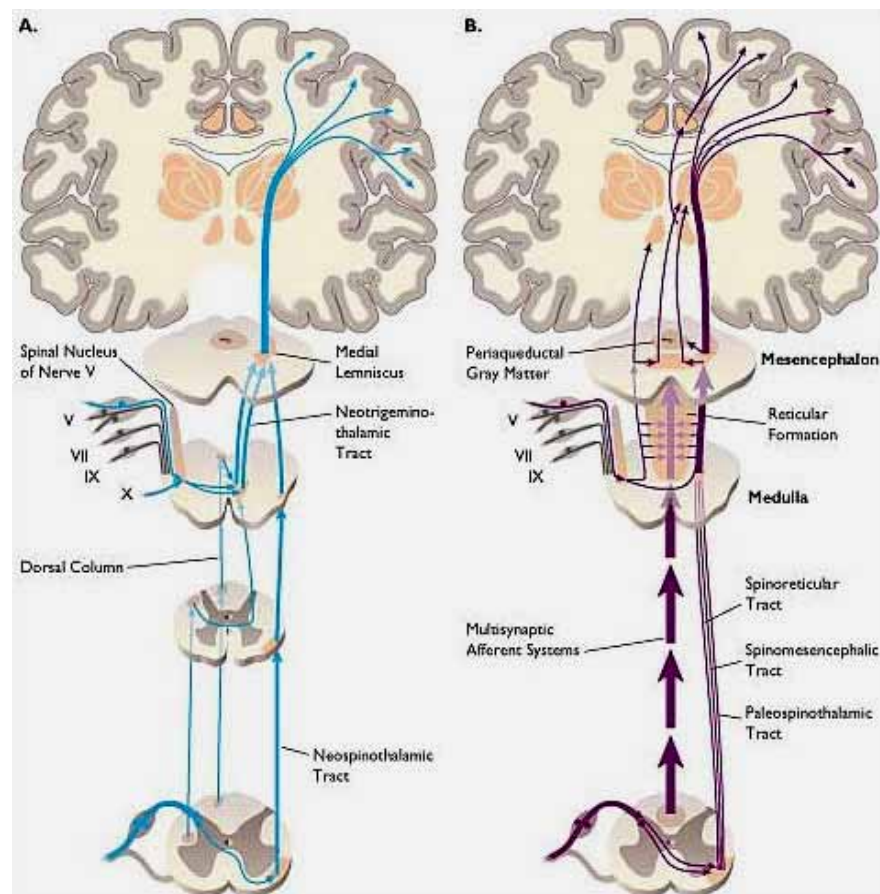 A.
Spinal Nucleus
of Nerve V
Medial
Lemniscus
Neotrigemino-
thalamic
Tract
V
VII
IX
X
Dorsal Column
Neospinothalamic
Tract
B.
Periaqueductal
Gray Matter
Mesencephalon
V
VII
IX
Reticular
Formation
Medulla
Multisynaptic
Afferent Systems
Spinoreticular
Tract
Spinomesencephalic
Tract
Paleospinothalamic
Tract